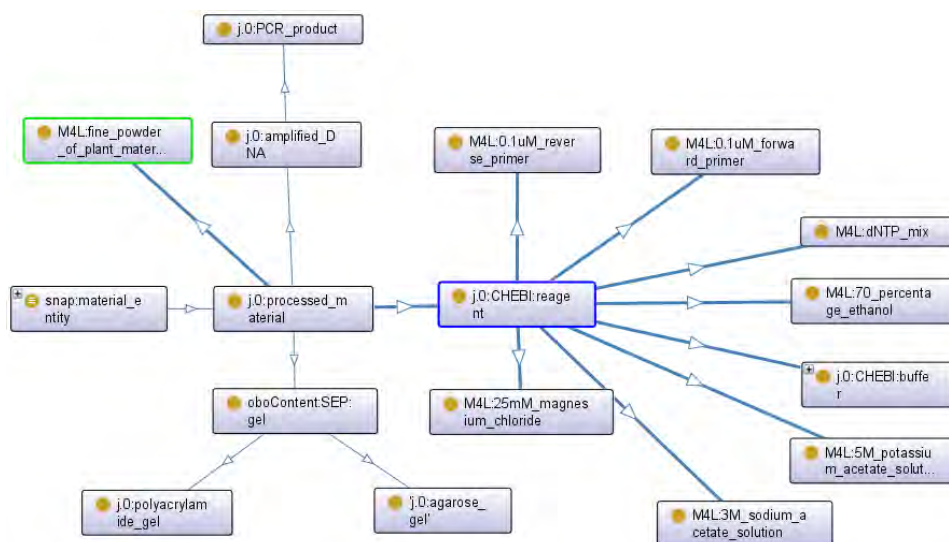 j.0:PCR_product
M4L:fine_powder
_of_plant_mater...
j.0:amplified_D
NA
M4L:0.1uM_rever
se_primer
M4L:0.1uM_forwa
rd_primer
M4L:dNTP_mix
snap:material_e
ntity
j.0:processed_m
aterial
j.0:CHEBI:reage
nt
M4L:70_percenta
ge_ethanol
j.0:CHEBI:buffe
r
oboContent:SEP:
gel
M4L:25mM_magnes
ium_chloride
M4L:5M_potassiu
m_acetate_solut...
j.0:polyacrylam
ide_gel
'j.0:agarose_
gel'
M4L:3M_sodium_a
cetate_solution